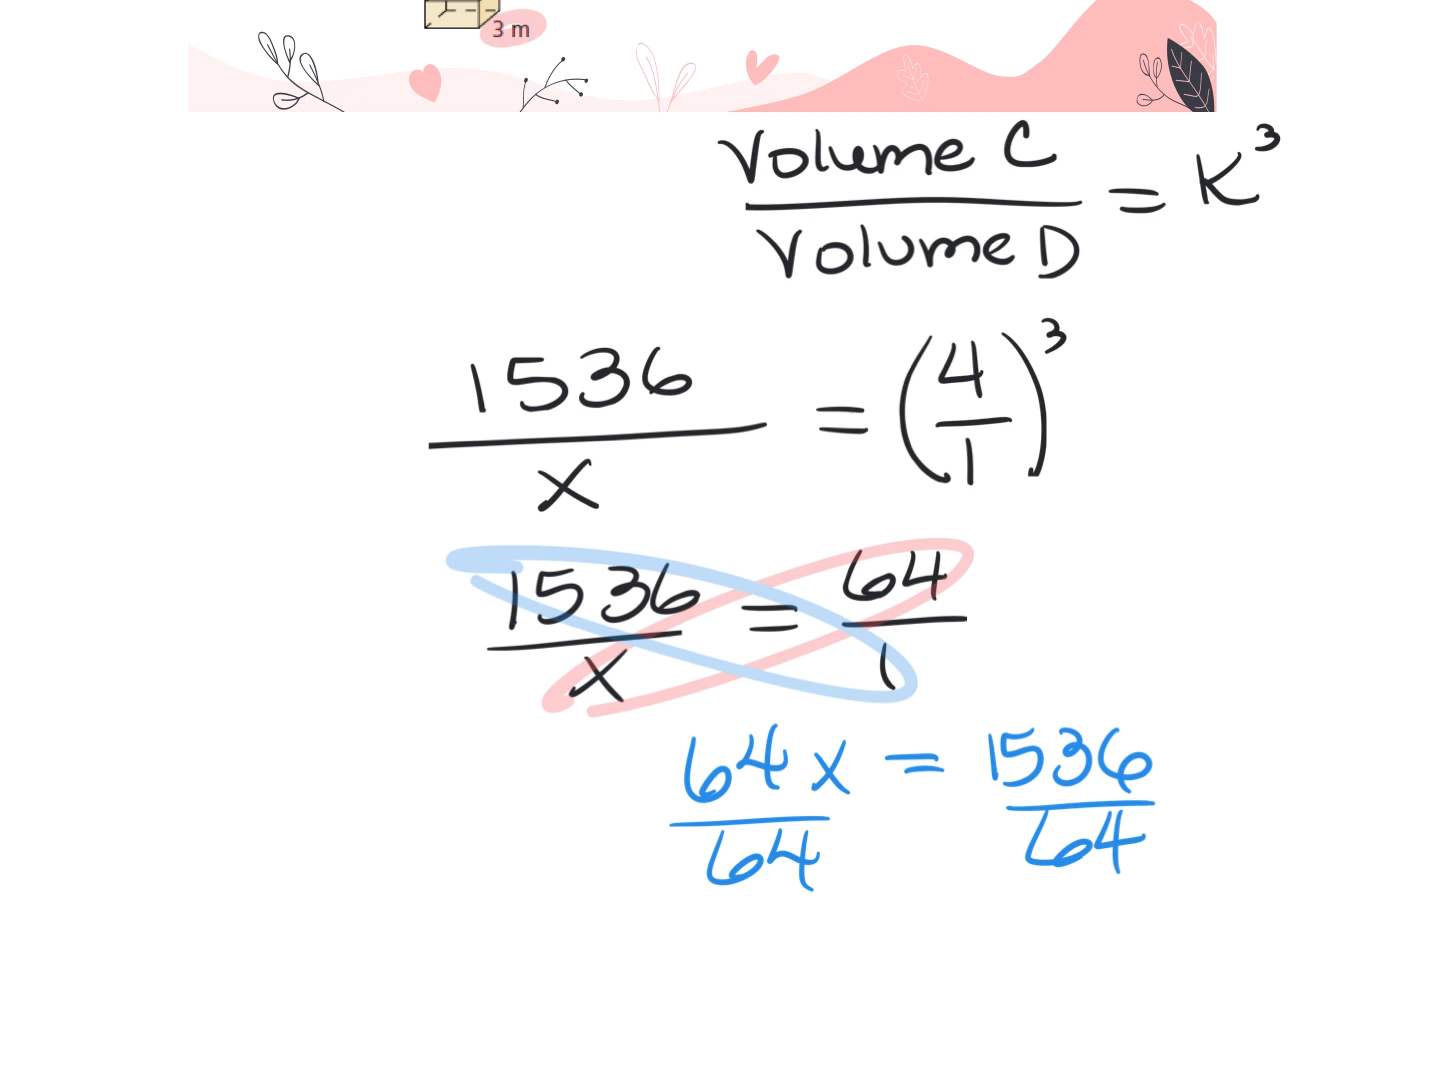 3 m
Volume C
Volume D
= K³
1536
x
= (4/1)³
1536
x
=
64
1
64x = 1536
64 64